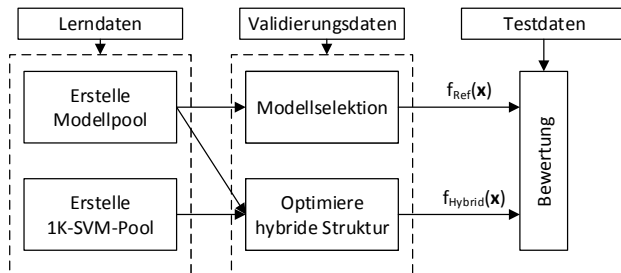 Lerndaten
Validierungsdaten
Testdaten
Erstelle
Modellpool
Modellselektion
f_Ref(x)
Bewertung
Erstelle
1K-SVM-Pool
Optimiere
hybride Struktur
f_Hybrid(x)